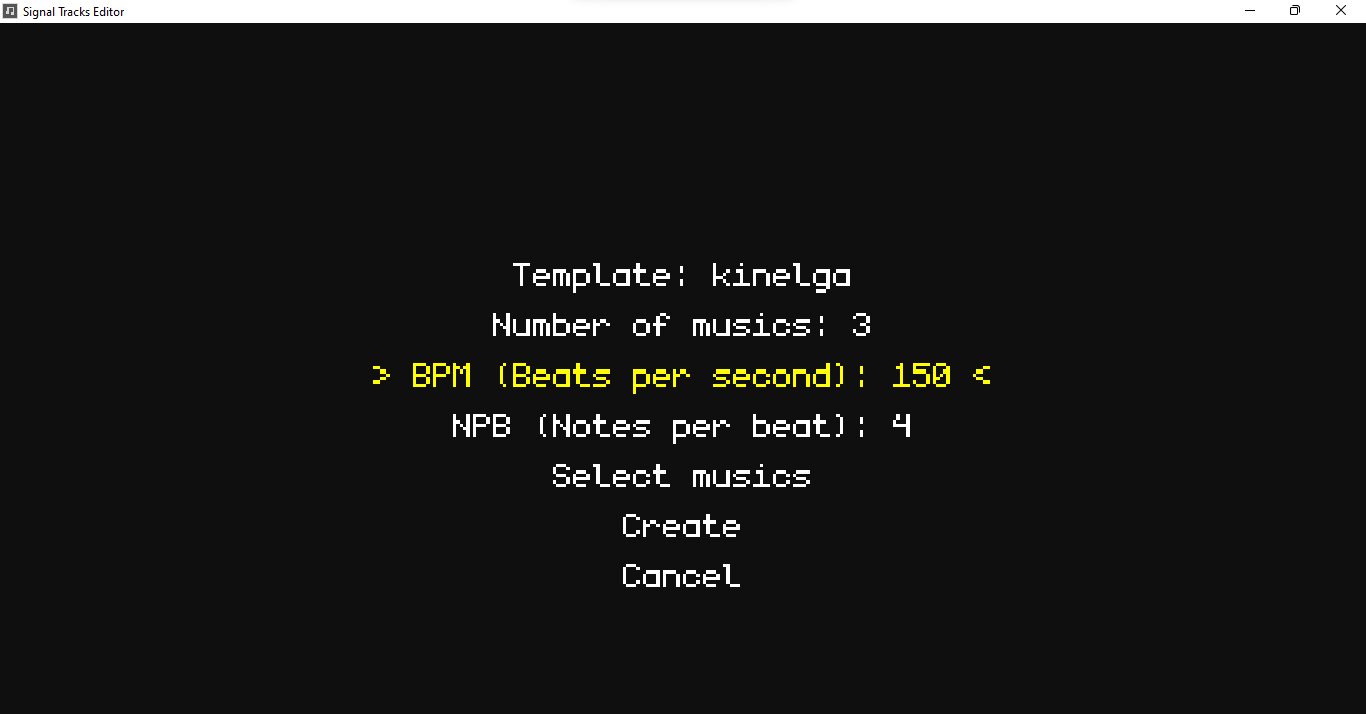 Signal Tracks Editor
Template: kinelga
Number of musics: 3
> BPM (Beats per second): 150 <
NPB (Notes per beat): 4
Select musics
Create
Cancel